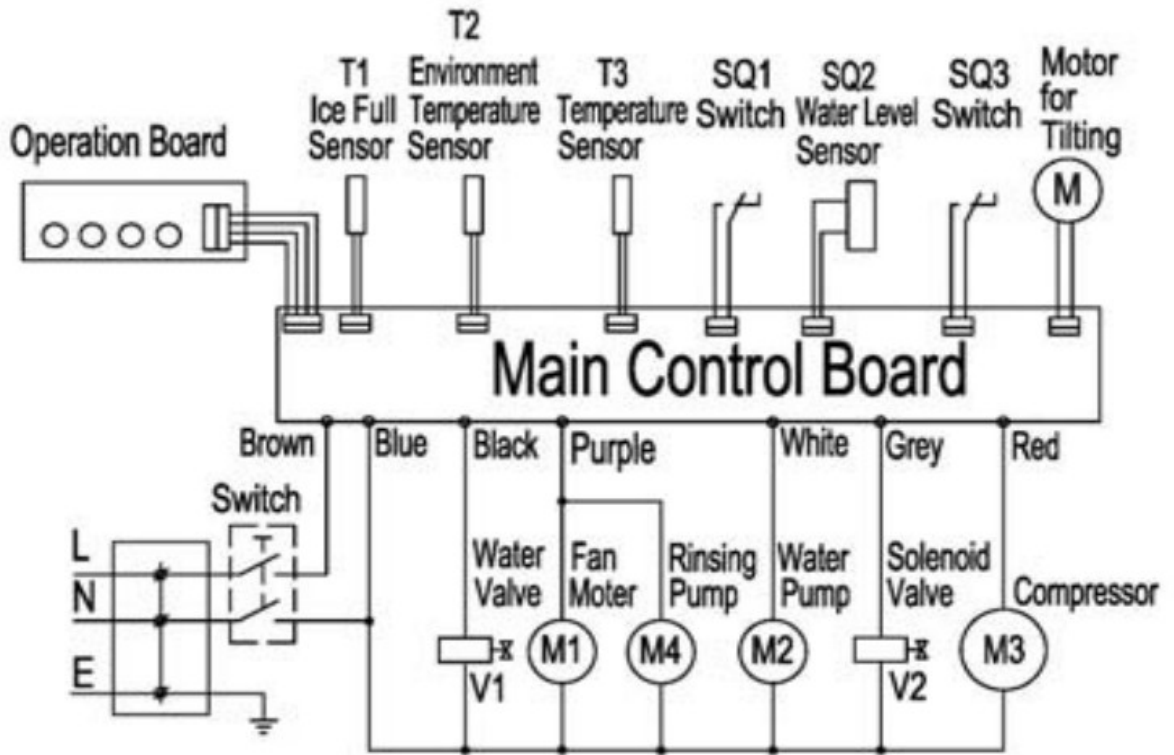 Operation Board
T1
Ice Full
Sensor
T2
Environment
Temperature
Sensor
T3
Temperature
Sensor
SQ1
Switch
SQ2
Water Level
Sensor
SQ3
Switch
Motor
for
Tilting
M
Main Control Board
Brown
Blue
Black
Purple
White
Grey
Red
Switch
L
N
E
Water
Valve
V1
Fan
Moter
M1
Rinsing
Pump
M4
Water
Pump
M2
Solenoid
Valve
V2
Compressor
M3